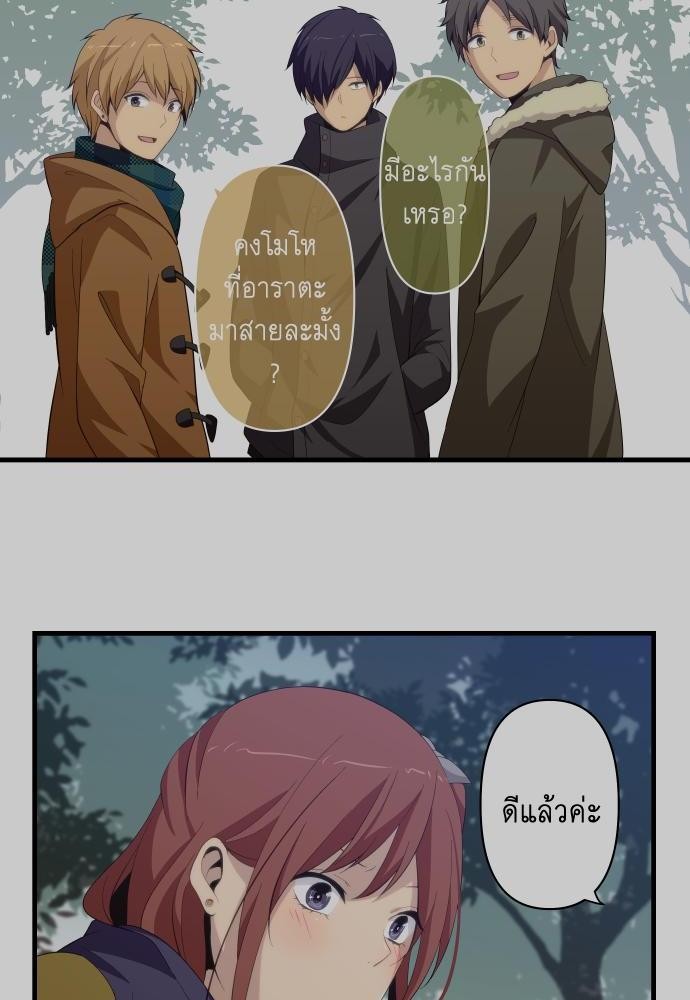 มีอะไรกัน
เหรอ?
คงโมโห
ที่อาราตะ
มาสายละมั้ง
?
ดีแล้วค่ะ